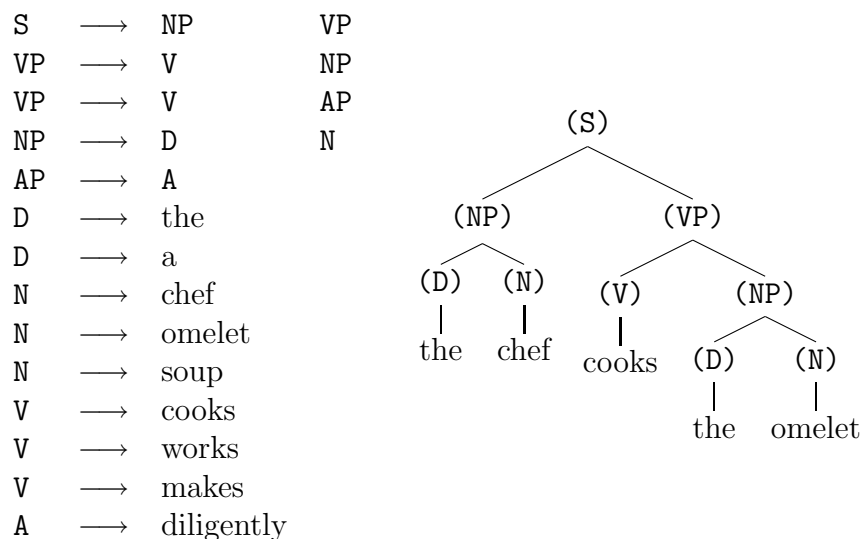 S ⟶ NP VP
VP ⟶ V NP
VP ⟶ V AP
NP ⟶ D N
AP ⟶ A
D ⟶ the
D ⟶ a
N ⟶ chef
N ⟶ omelet
N ⟶ soup
V ⟶ cooks
V ⟶ works
V ⟶ makes
A ⟶ diligently
(S)
(NP) (VP)
(D) (N) (V) (NP)
the chef cooks (D) (N)
the omelet